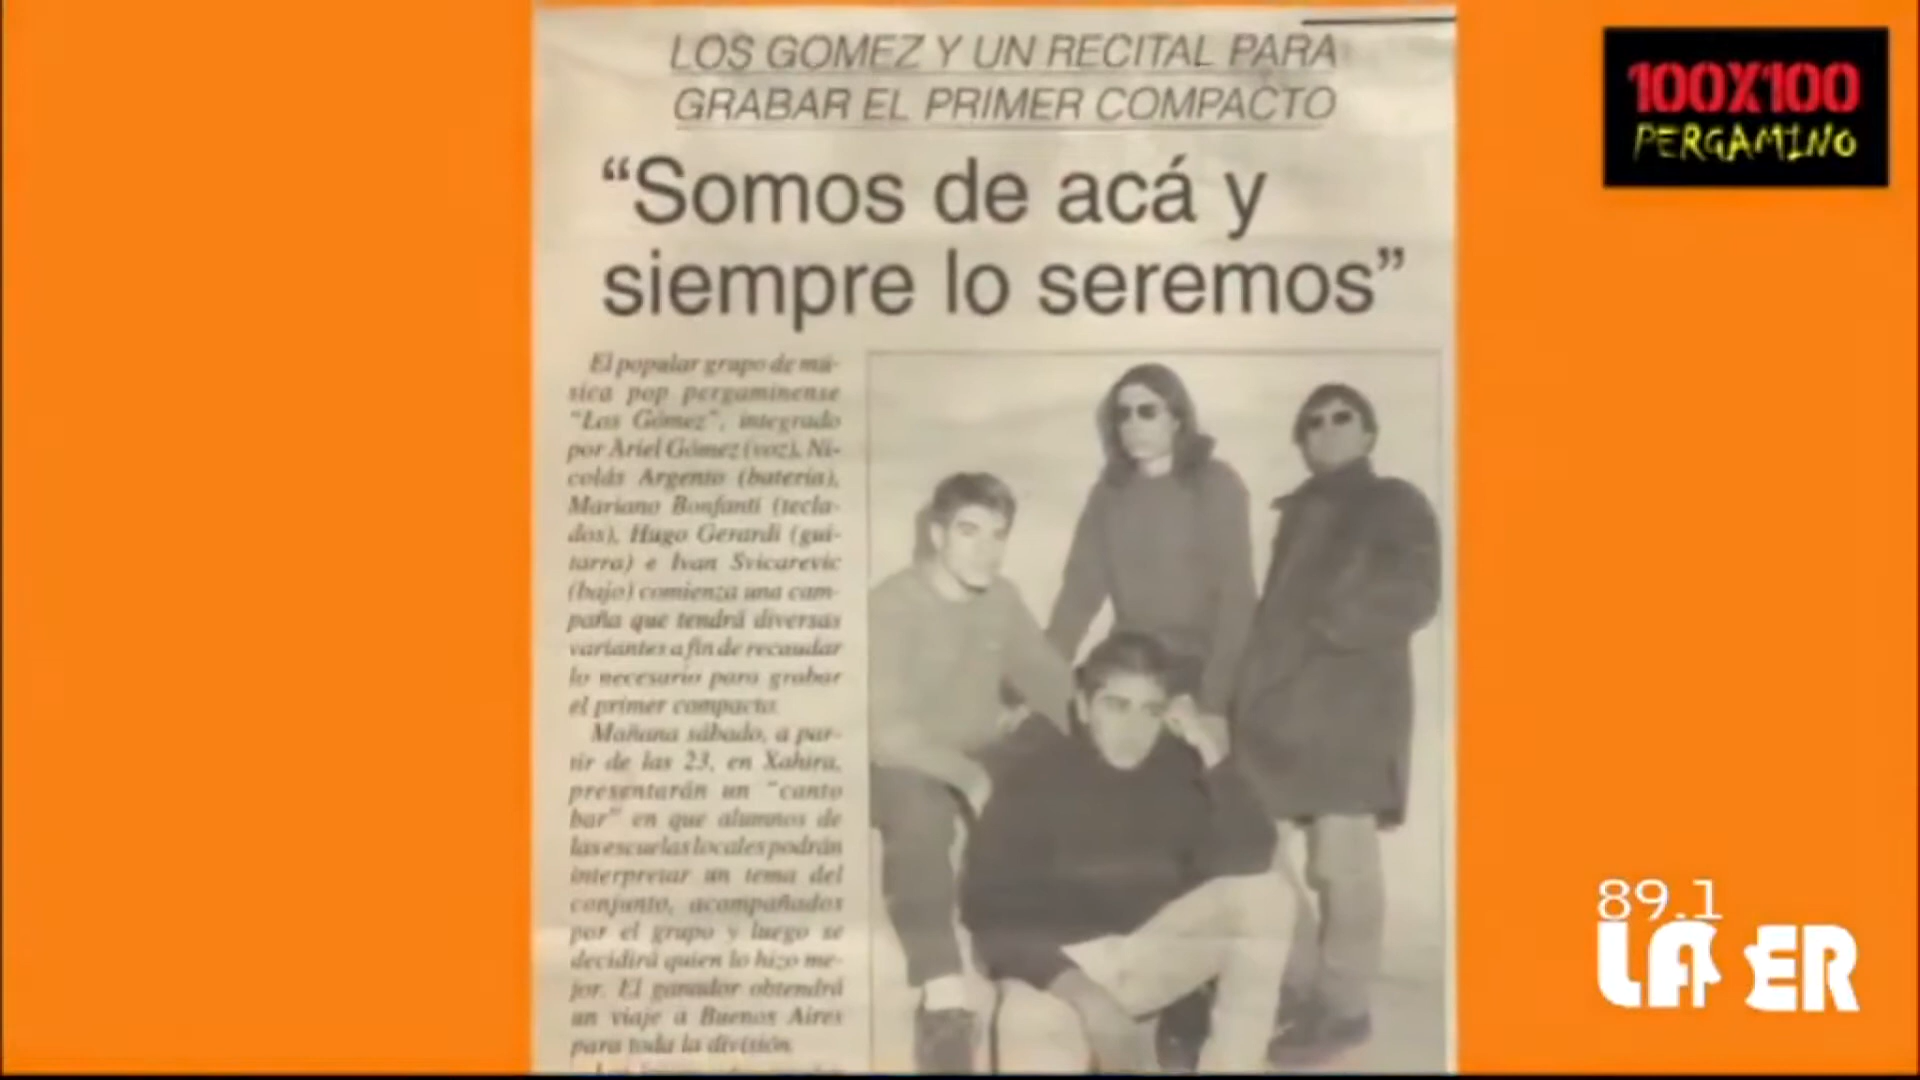 LOS GOMEZ Y UN RECITAL PARA
GRABAR EL PRIMER COMPACTO
“Somos de acá y
siempre lo seremos”
El popular grupo de mú-
sica pop pergaminense
"Los Gómez", integrado
por Ariel Gómez (voz), Ni-
colás Argento (batería),
Mariano Bonfanti (tecla-
dos), Hugo Gerardi (gui-
tarra) e Ivan Svicarevic
(bajo) comienza una cam-
paña que tendrá diversas
variantes a fin de recaudar
lo necesario para grabar
el primer compacto.
Mañana sábado, a par-
tir de las 23, en Xahira,
presentarán un "canto
bar" en que alumnos de
las escuelas locales podrán
interpretar un tema del
conjunto, acompañados
por el grupo y luego se
decidirá quien lo hizo me-
jor. El ganador obtendrá
un viaje a Buenos Aires
para toda la división.
100X100
PERGAMINO
89.1
LA ER